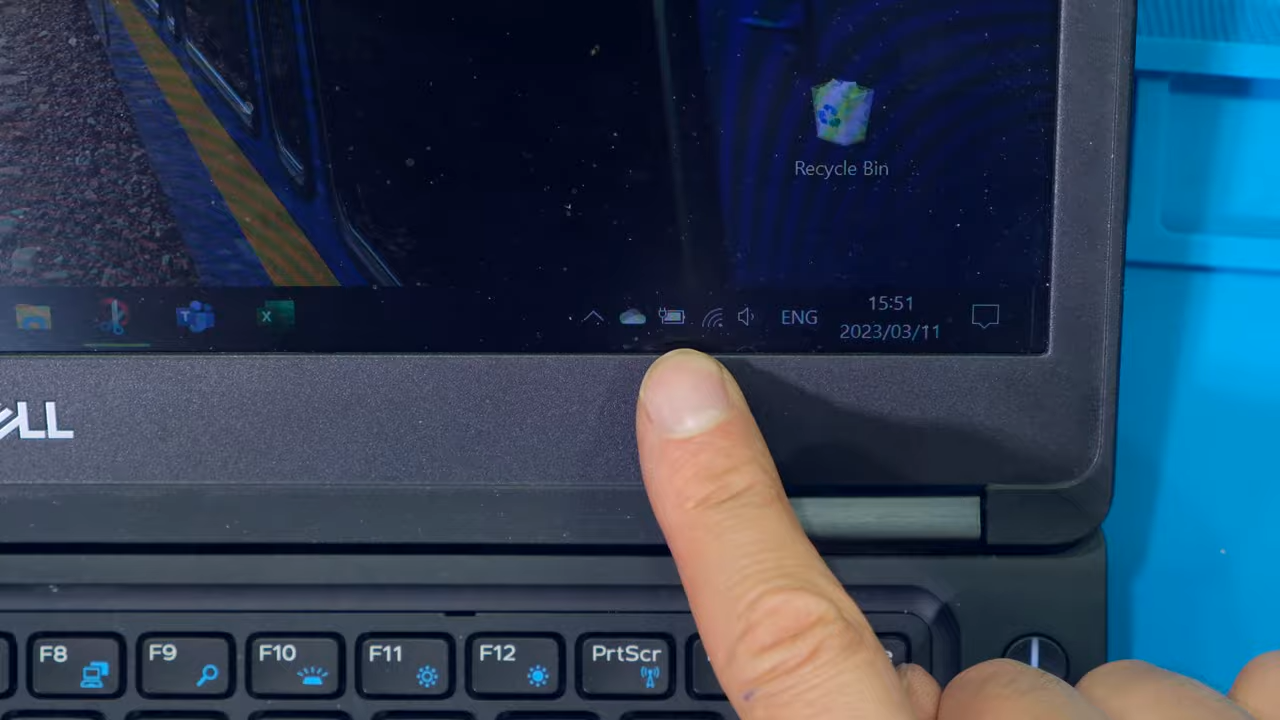 Recycle Bin
T
X
ENG
15:51
2023/03/11
DELL
F8
F9
F10
F11
F12
PrtScr